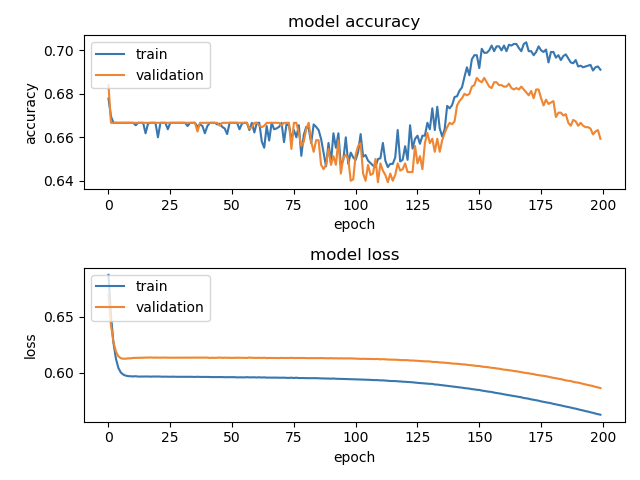 model accuracy
0.70
0.68
0.66
0.64
accuracy
train
validation
0 25 50 75 100 125 150 175 200
epoch
model loss
0.65
0.60
loss
train
validation
0 25 50 75 100 125 150 175 200
epoch